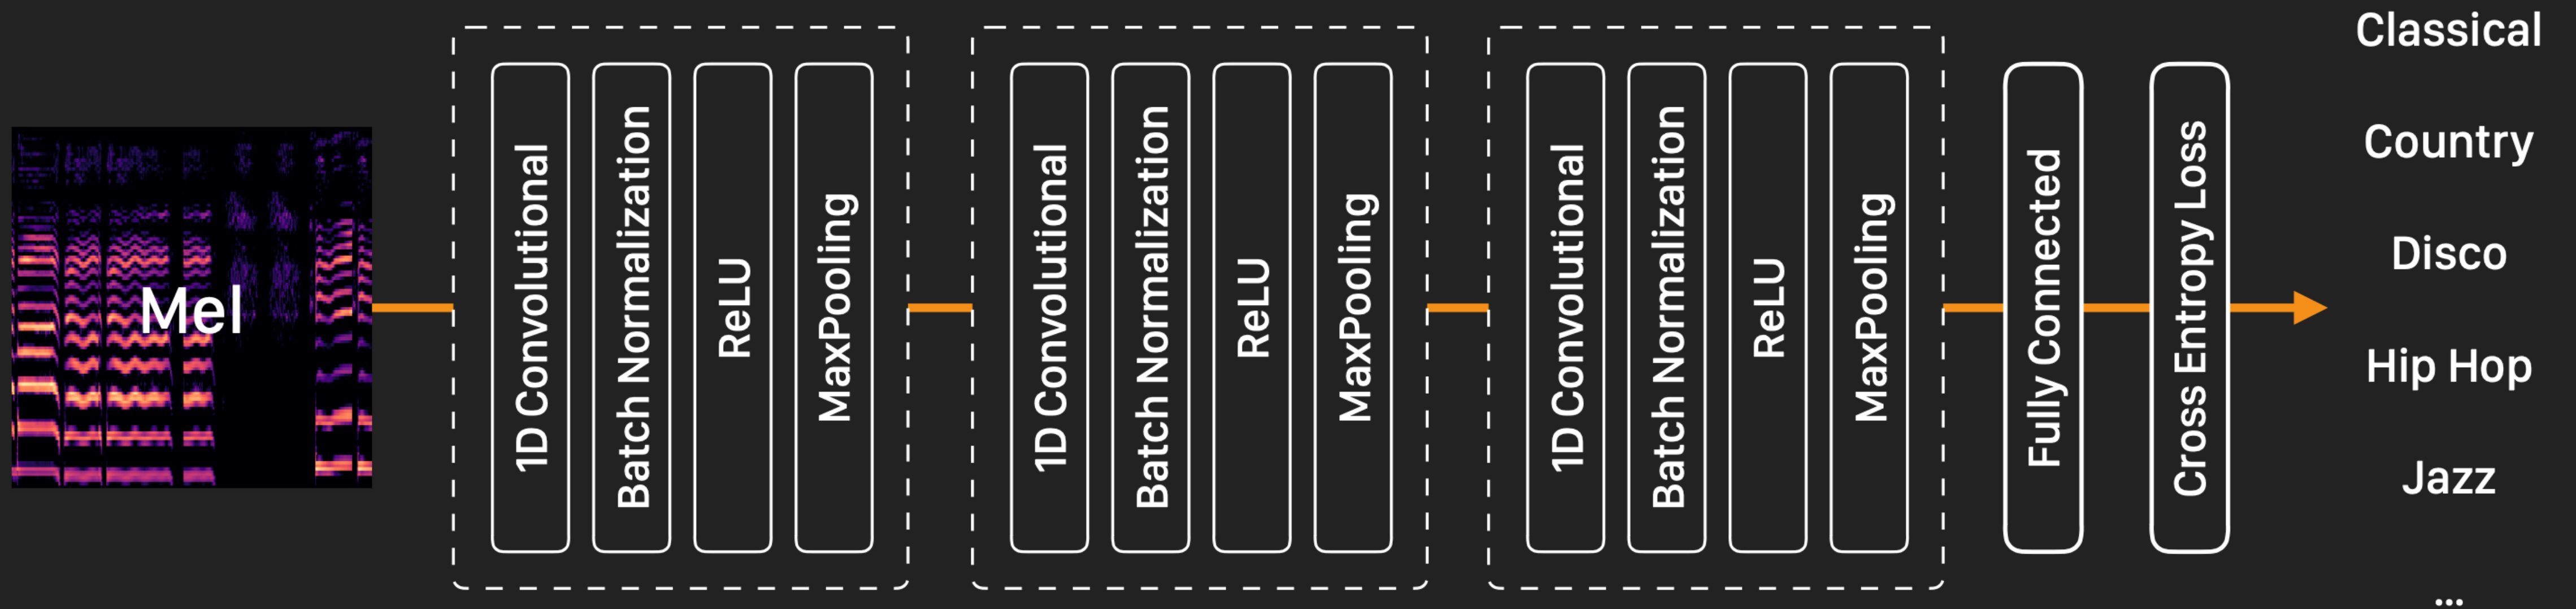 Mel
1D Convolutional
Batch Normalization
ReLU
MaxPooling
1D Convolutional
Batch Normalization
ReLU
MaxPooling
1D Convolutional
Batch Normalization
ReLU
MaxPooling
Fully Connected
Cross Entropy Loss
Classical
Country
Disco
Hip Hop
Jazz
...